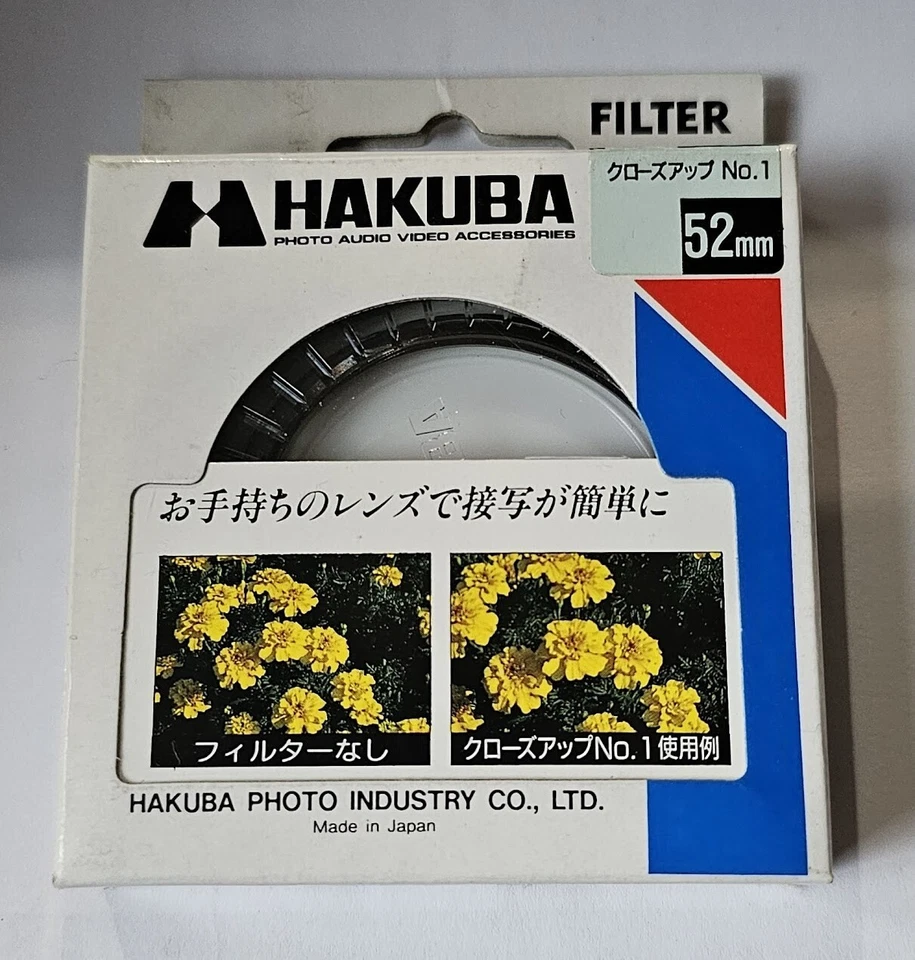 FILTER
クローズアップ No.1
52mm
HAKUBA
PHOTO AUDIO VIDEO ACCESSORIES
お手持ちのレンズで接写が簡単に
フィルターなし
クローズアップNo.1使用例
HAKUBA PHOTO INDUSTRY CO., LTD.
Made in Japan